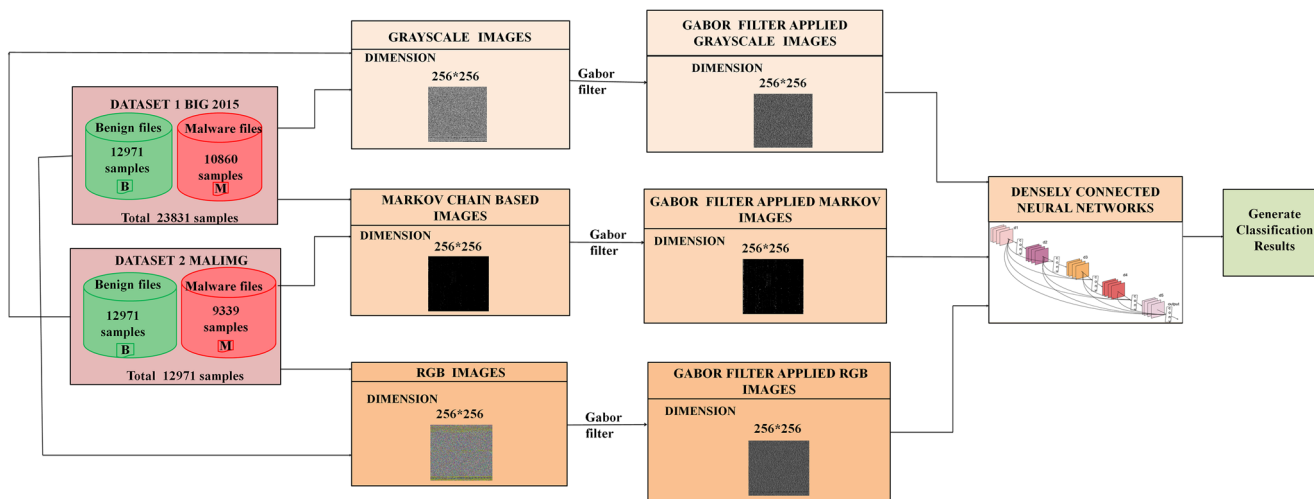 DATASET 1 BIG 2015
Benign files
12971
samples
B
Malware files
10860
samples
M
Total 23831 samples
DATASET 2 MALIMG
Benign files
12971
samples
B
Malware files
9339
samples
M
Total 12971 samples
GRAYSCALE IMAGES
DIMENSION
256*256
Gabor
filter
GABOR FILTER APPLIED
GRAYSCALE IMAGES
DIMENSION
256*256
MARKOV CHAIN BASED
IMAGES
DIMENSION
256*256
Gabor
filter
GABOR FILTER APPLIED MARKOV
IMAGES
DIMENSION
256*256
RGB IMAGES
DIMENSION
256*256
Gabor
filter
GABOR FILTER APPLIED RGB
IMAGES
DIMENSION
256*256
DENSELY CONNECTED
NEURAL NETWORKS
output
Generate
Classification
Results